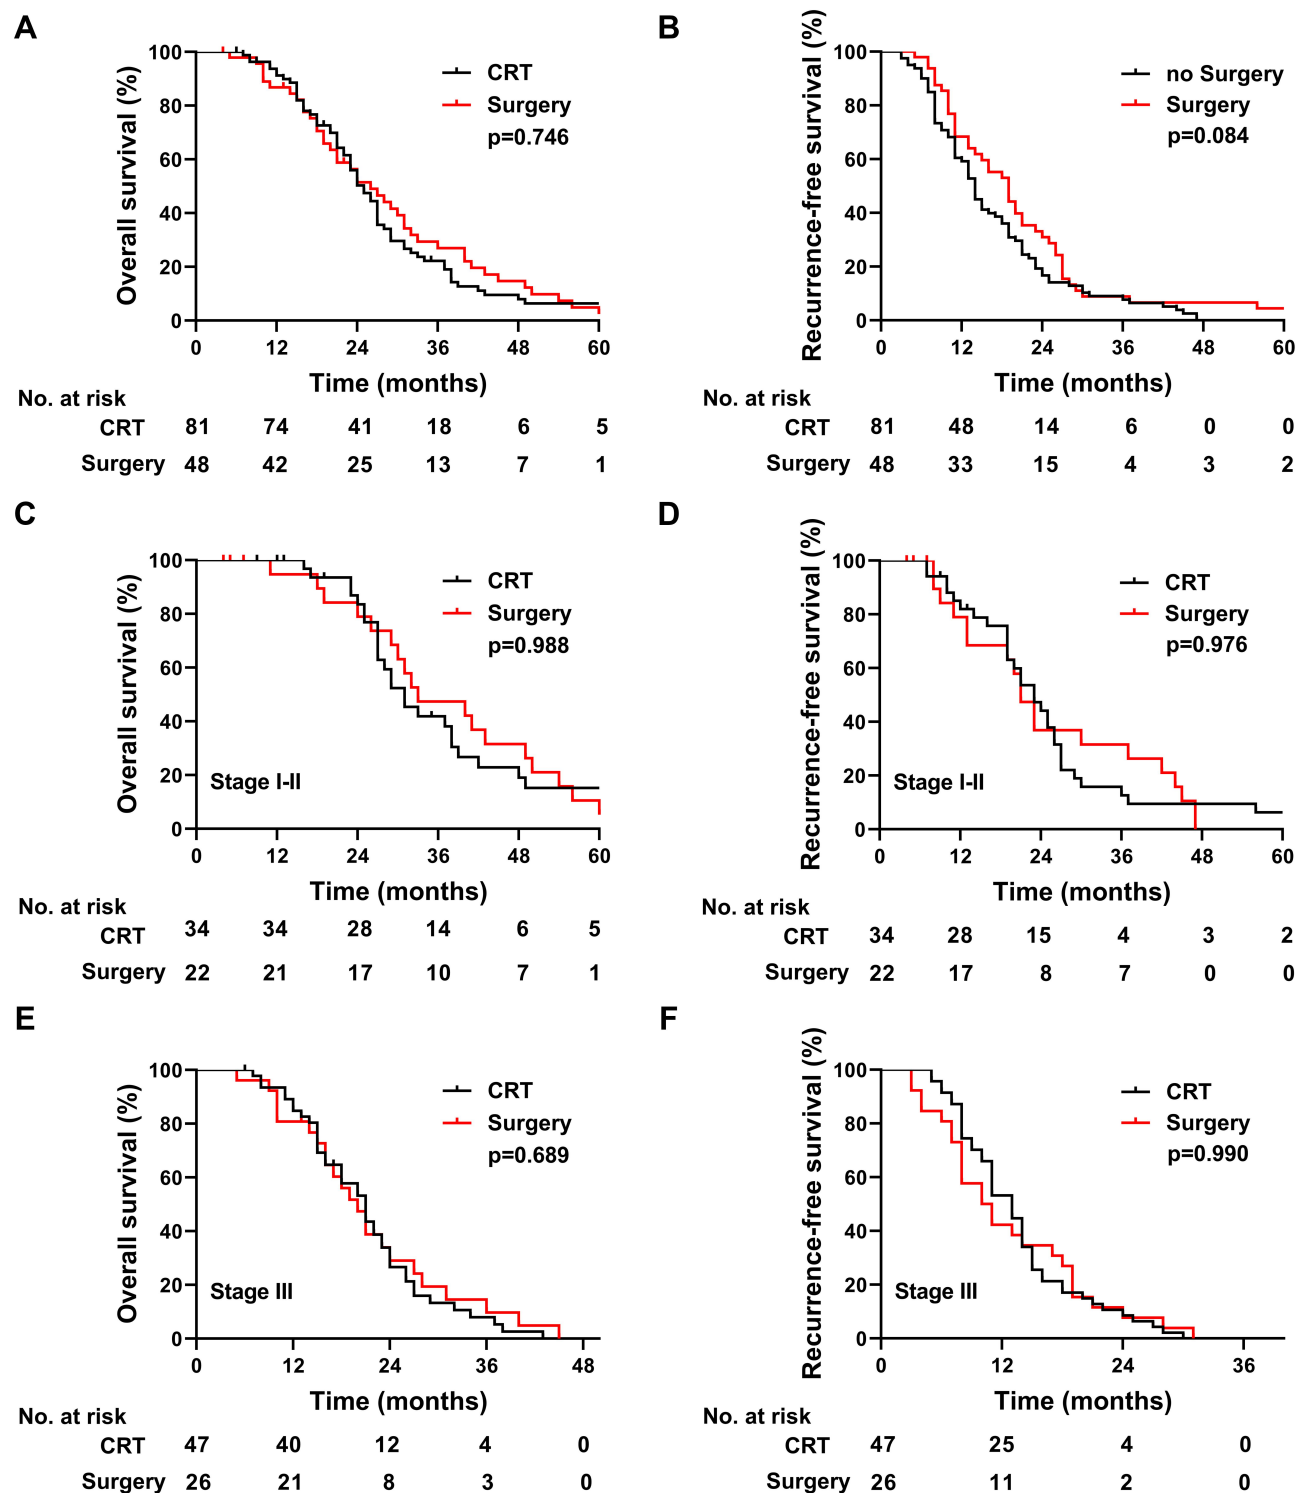 A
Overall survival (%)
100
80
60
40
20
0
0 12 24 36 48 60
CRT
Surgery
p=0.746
Time (months)
No. at risk
CRT 81 74 41 18 6 5
Surgery 48 42 25 13 7 1
B
Recurrence-free survival (%)
100
80
60
40
20
0
0 12 24 36 48 60
no Surgery
Surgery
p=0.084
Time (months)
No. at risk
CRT 81 48 14 6 0 0
Surgery 48 33 15 4 3 2
C
Overall survival (%)
100
80
60
40
20
0
0 12 24 36 48 60
CRT
Surgery
p=0.988
Stage I-II
Time (months)
No. at risk
CRT 34 34 28 14 6 5
Surgery 22 21 17 10 7 1
D
Recurrence-free survival (%)
100
80
60
40
20
0
0 12 24 36 48 60
CRT
Surgery
p=0.976
Stage I-II
Time (months)
No. at risk
CRT 34 28 15 4 3 2
Surgery 22 17 8 7 0 0
E
Overall survival (%)
100
80
60
40
20
0
0 12 24 36 48
CRT
Surgery
p=0.689
Stage III
Time (months)
No. at risk
CRT 47 40 12 4 0
Surgery 26 21 8 3 0
F
Recurrence-free survival (%)
100
80
60
40
20
0
0 12 24 36
CRT
Surgery
p=0.990
Stage III
Time (months)
No. at risk
CRT 47 25 4 0
Surgery 26 11 2 0